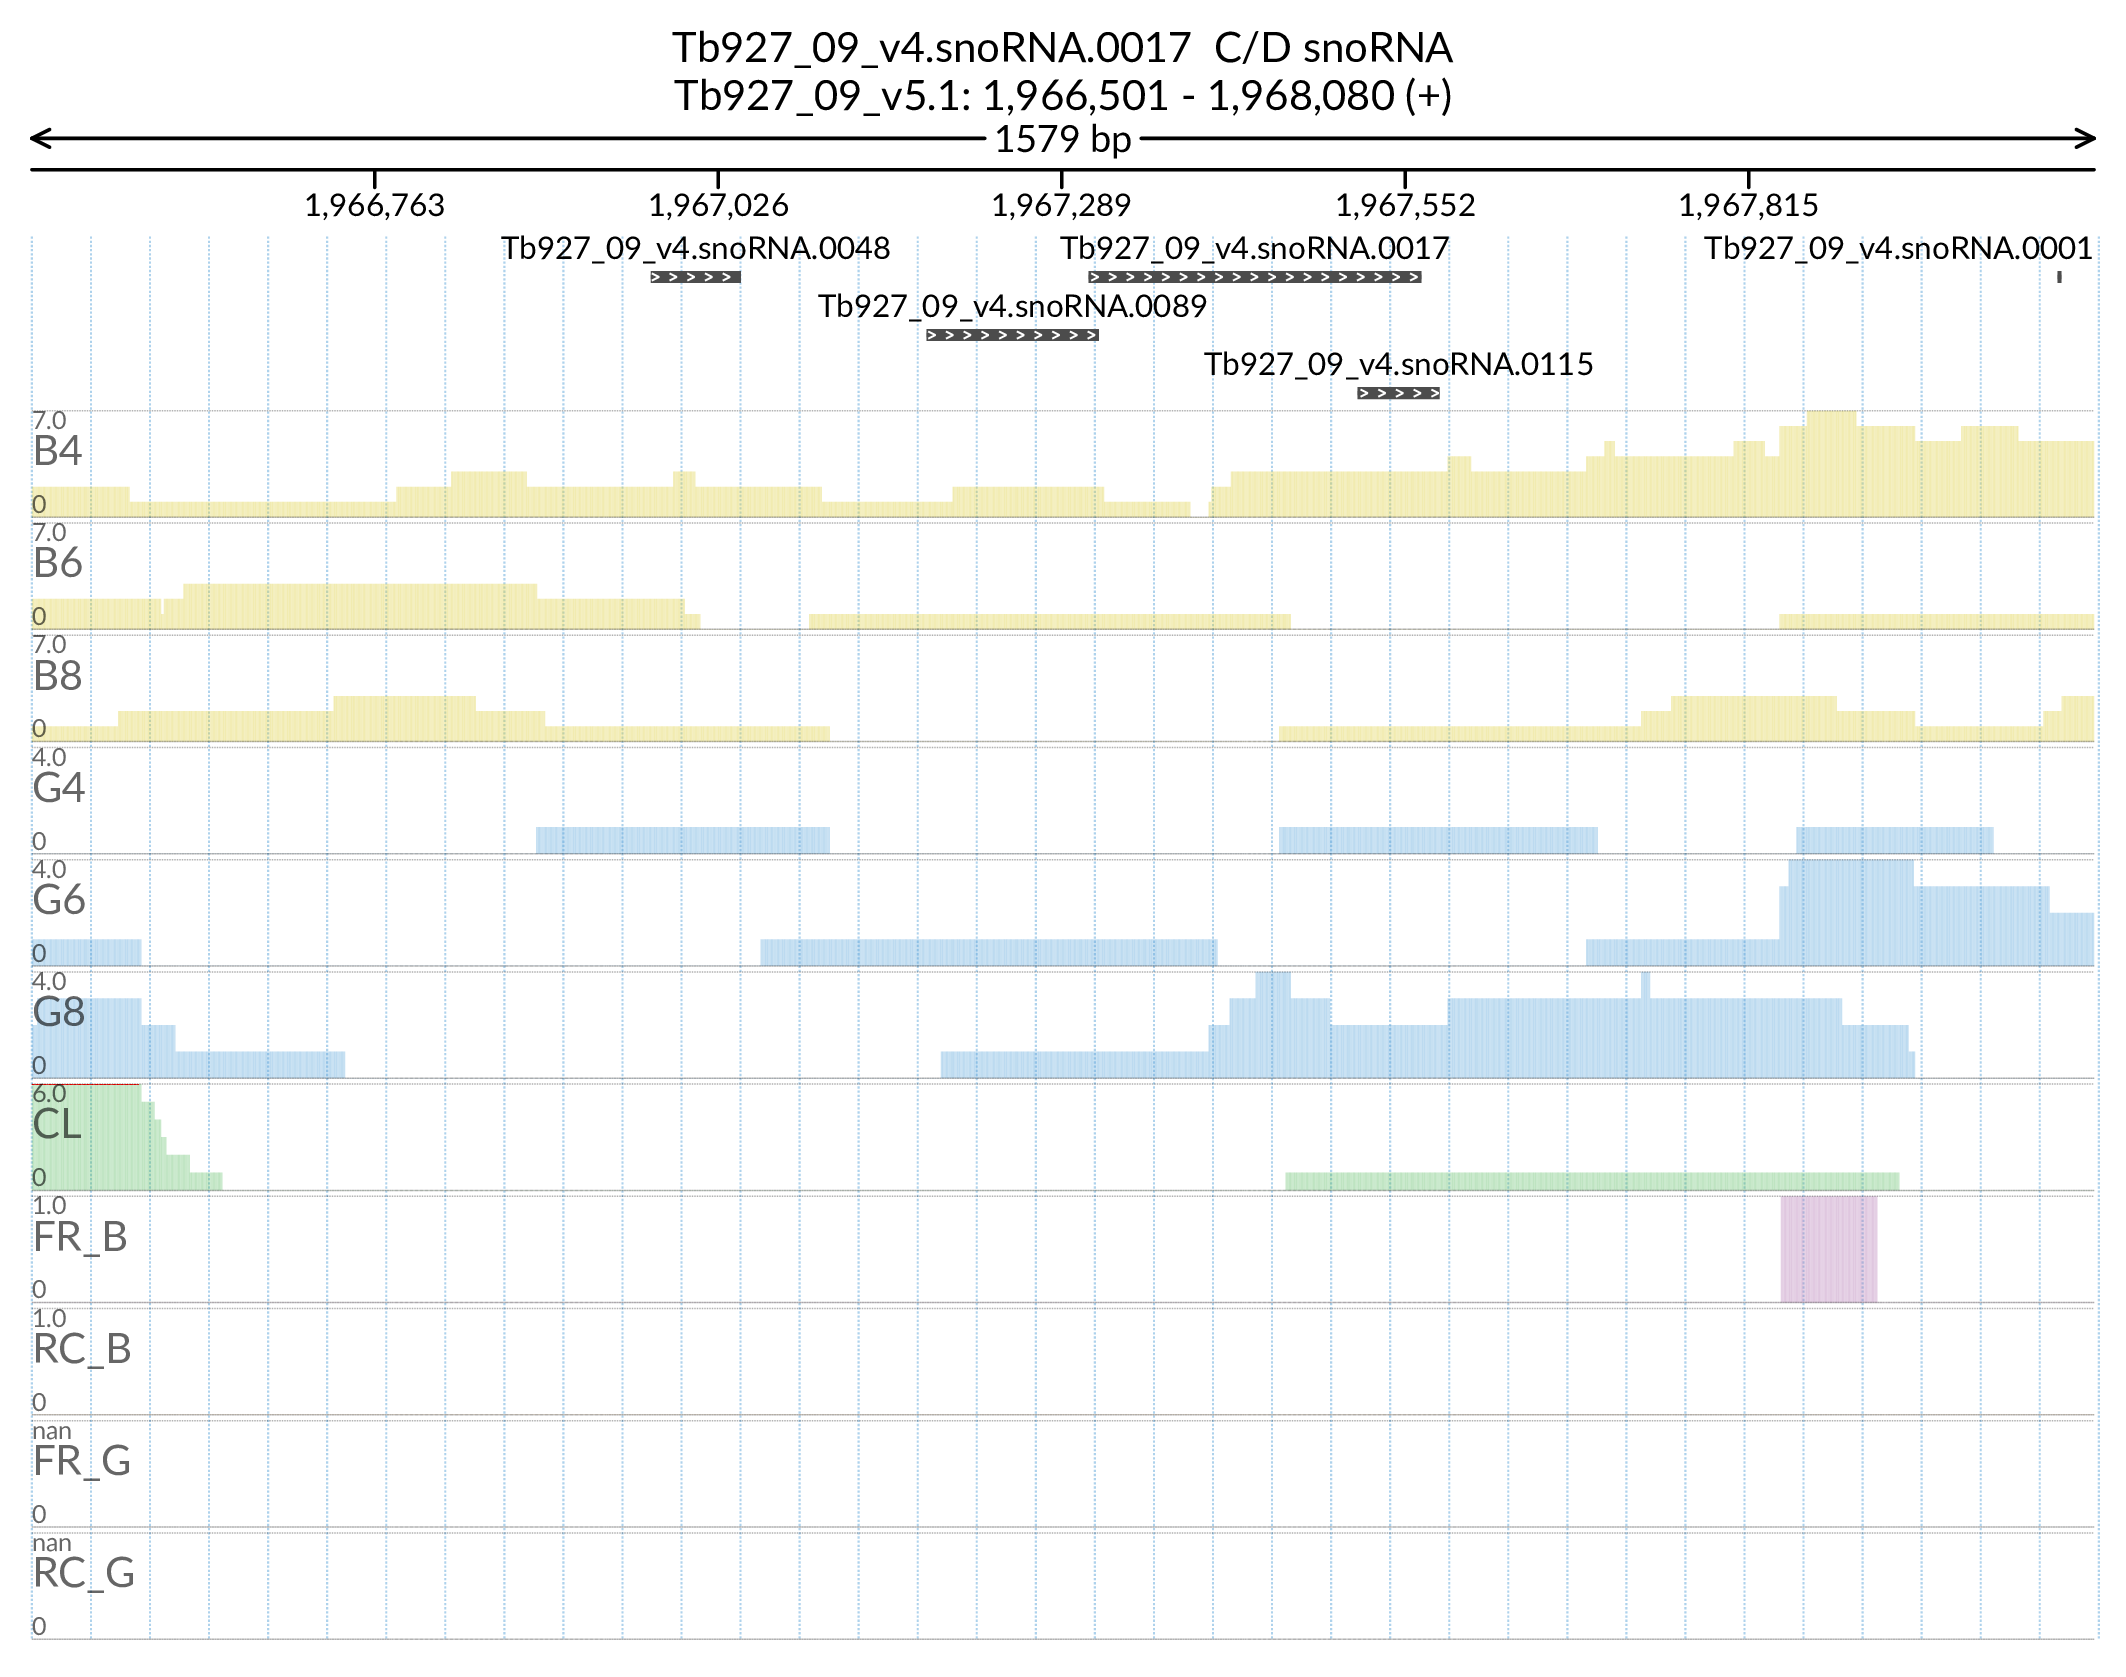 Tb927_09_v4.snoRNA.0017  C/D snoRNA
Tb927_09_v5.1: 1,966,501 - 1,968,080 (+)
1579 bp
1,966,763 1,967,026 1,967,289 1,967,552 1,967,815
Tb927_09_v4.snoRNA.0048 Tb927_09_v4.snoRNA.0017 Tb927_09_v4.snoRNA.0001
Tb927_09_v4.snoRNA.0089
Tb927_09_v4.snoRNA.0115
7.0
B4
0
7.0
B6
0
7.0
B8
0
4.0
G4
0
4.0
G6
0
4.0
G8
0
6.0
CL
0
1.0
FR_B
0
1.0
RC_B
0
nan
FR_G
0
nan
RC_G
0